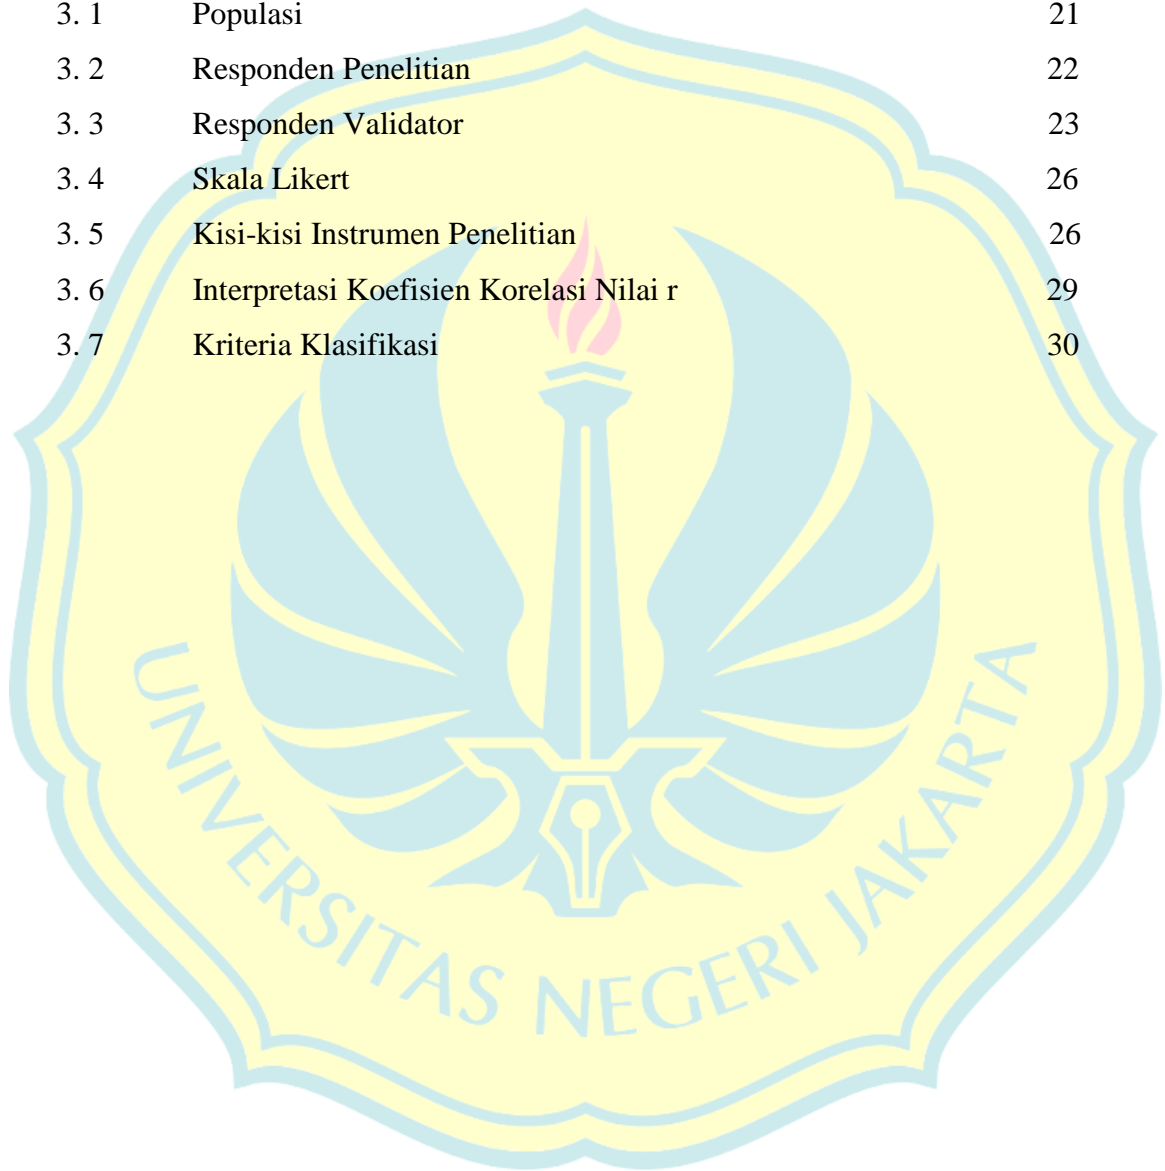 3. 1 Populasi 21
3. 2 Responden Penelitian 22
3. 3 Responden Validator 23
3. 4 Skala Likert 26
3. 5 Kisi-kisi Instrumen Penelitian 26
3. 6 Interpretasi Koefisien Korelasi Nilai r 29
3. 7 Kriteria Klasifikasi 30
UNIVERSITAS NEGERI JAKARTA